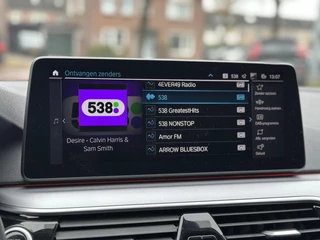 Ontvangen zenders
538
13:07
538
Desire - Calvin Harris &
Sam Smith
4EVER49 Radio
538
538 GreatestHits
538 NONSTOP
Amor FM
ARROW BLUESBOX